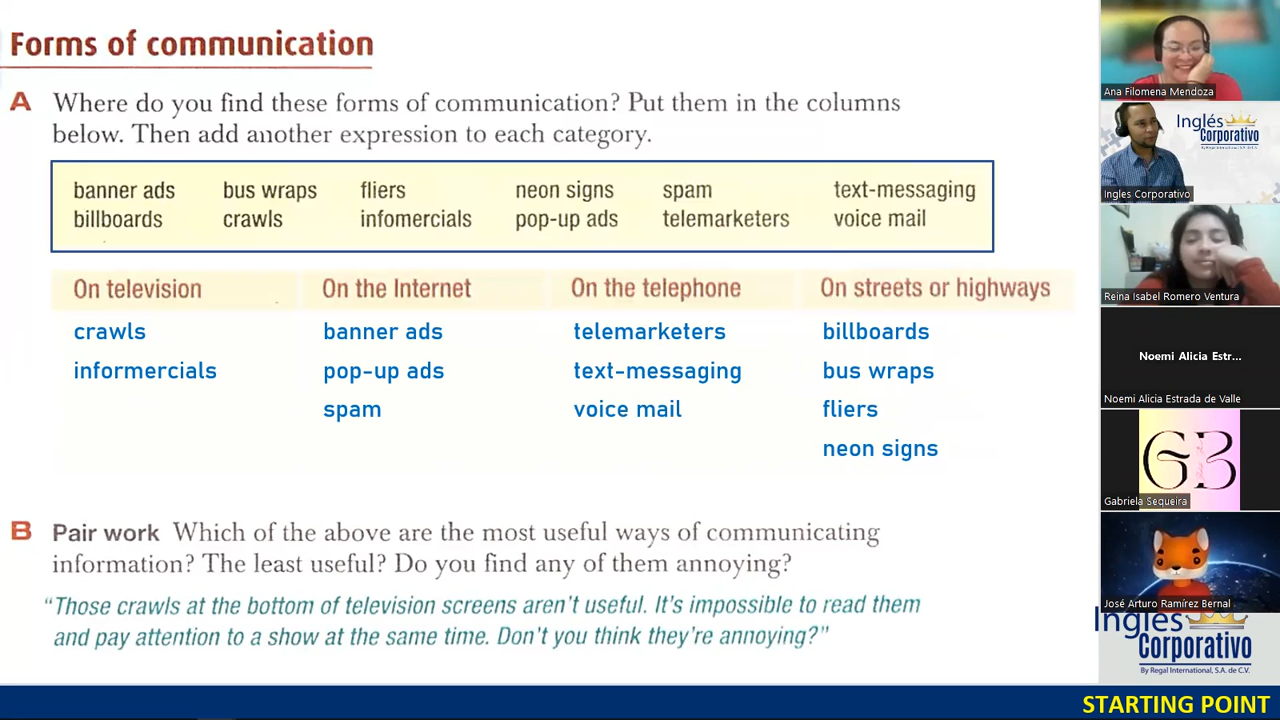 Forms of communication
A Where do you find these forms of communication? Put them in the columns
below. Then add another expression to each category.
banner ads bus wraps fliers neon signs spam text-messaging
billboards crawls infomercials pop-up ads telemarketers voice mail
On television On the Internet On the telephone On streets or highways
crawls banner ads telemarketers billboards
informercials pop-up ads text-messaging bus wraps
spam voice mail fliers
neon signs
B Pair work Which of the above are the most useful ways of communicating
information? The least useful? Do you find any of them annoying?
"Those crawls at the bottom of television screens aren't useful. It's impossible to read them
and pay attention to a show at the same time. Don't you think they're annoying?"
Ana Filomena Mendoza
Inglés
Corporativo
By Regal International, S.A. de C.V.
Ingles Corporativo
Reina Isabel Romero Ventura
Noemi Alicia Estr...
Noemi Alicia Estrada de Valle
GB
Gabriela Sequeira
José Arturo Ramírez Bernal
Inglés
Corporativo
By Regal International, S.A. de C.V.
STARTING POINT